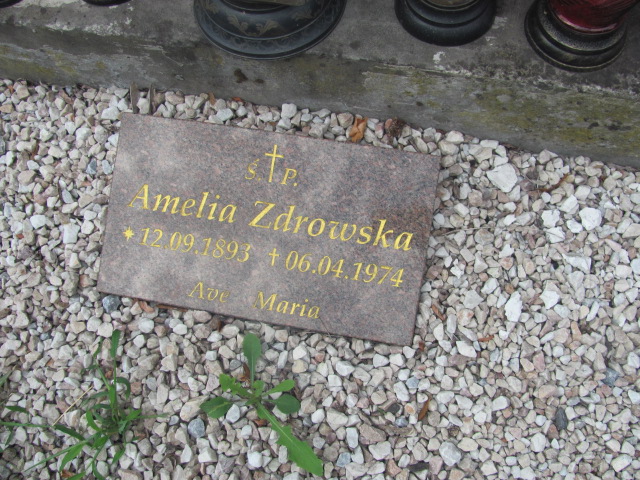 Ś. P.
Amelia Zdrowska
* 12.09.1893 † 06.04.1974
Ave Maria